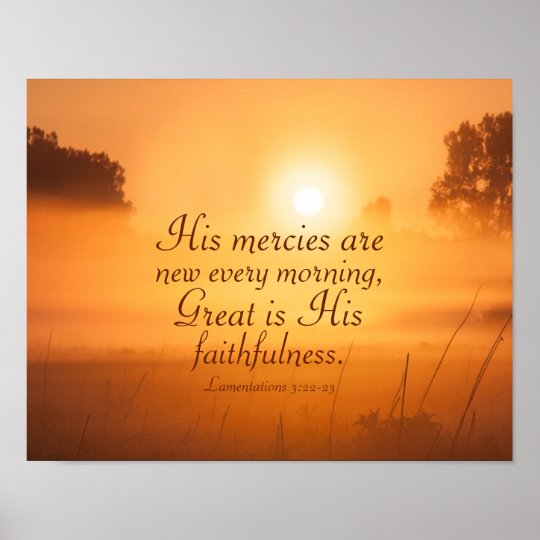 His mercies are
new every morning,
Great is His
faithfulness.
Lamentations 3:22-23